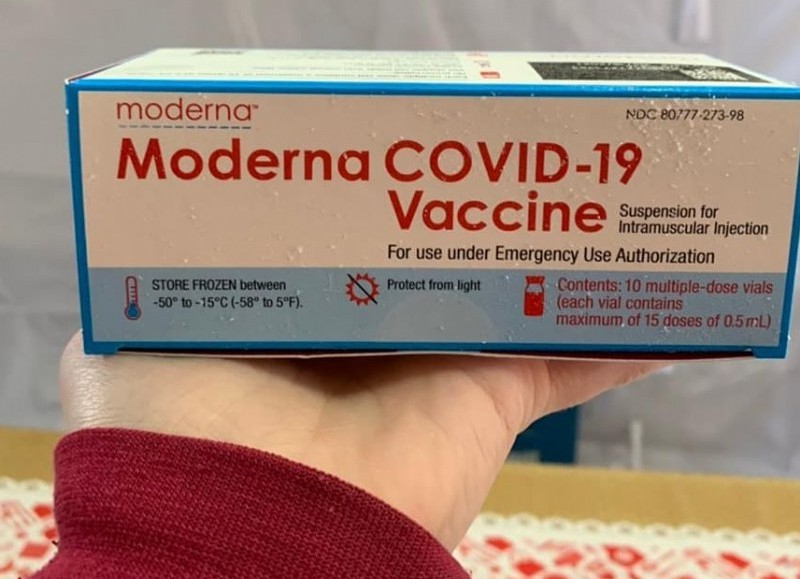 moderna™
NDC 80777-273-98
Moderna COVID-19
Vaccine
Suspension for
Intramuscular Injection
For use under Emergency Use Authorization
STORE FROZEN between
-50° to -15°C (-58° to 5°F).
Protect from light
Contents: 10 multiple-dose vials
(each vial contains
maximum of 15 doses of 0.5 mL)